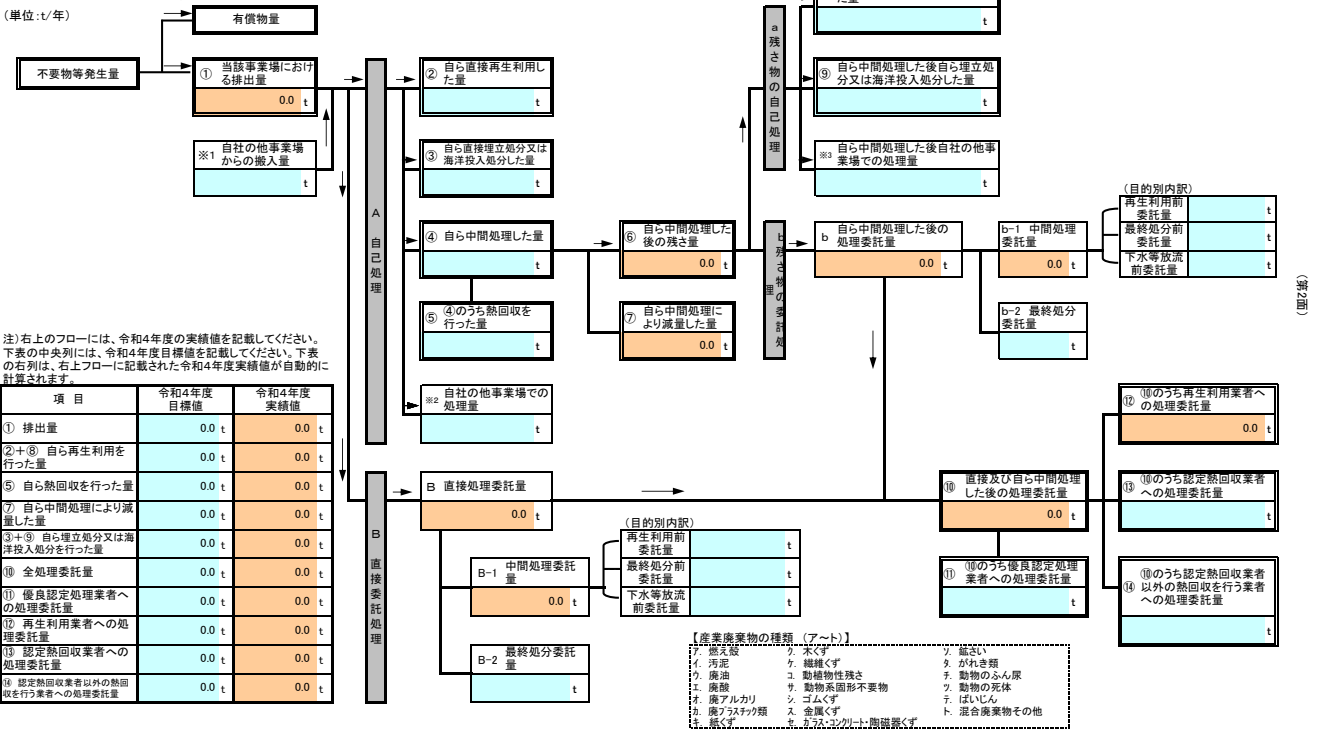 (単位:t/年)
有償物量
不要物等発生量
① 当該事業場におけ
る排出量
0.0 t
※1 自社の他事業場
からの搬入量
t
A 自己処理
② 自ら直接再生利用し
た量
t
③ 自ら直接埋立処分又は
海洋投入処分した量
t
④ 自ら中間処理した量
t
⑤ ④のうち熱回収を
行った量
t
※2 自社の他事業場での
処理量
t
⑥ 自ら中間処理した
後の残さ量
0.0 t
⑦ 自ら中間処理に
より減量した量
0.0 t
a 残さ物の自己処理
t
⑨ 自ら中間処理した後自ら埋立処
分又は海洋投入処分した量
t
※3 自ら中間処理した後自社の他事
業場での処理量
t
b 残さ物の委託処理
b 自ら中間処理した後の
処理委託量
0.0 t
b-1 中間処理
委託量
0.0 t
(目的別内訳)
再生利用前
委託量 t
最終処分前
委託量 t
下水等放流
前委託量 t
b-2 最終処分
委託量
t
(第2面)
注)右上のフローには、令和4年度の実績値を記載してください。
下表の中央列には、令和4年度目標値を記載してください。下表
の右列は、右上フローに記載された令和4年度実績値が自動的に
計算されます。
項 目 令和4年度
目標値 令和4年度
実績値
① 排出量 0.0 t 0.0 t
②+⑧ 自ら再生利用を
行った量 0.0 t 0.0 t
⑤ 自ら熱回収を行った量 0.0 t 0.0 t
⑦ 自ら中間処理により減
量した量 0.0 t 0.0 t
③+⑨ 自ら埋立処分又は海
洋投入処分を行った量 0.0 t 0.0 t
⑩ 全処理委託量 0.0 t 0.0 t
⑪ 優良認定処理業者へ
の処理委託量 0.0 t 0.0 t
⑫ 再生利用業者への処
理委託量 0.0 t 0.0 t
⑬ 認定熱回収業者への
処理委託量 0.0 t 0.0 t
⑭ 認定熱回収業者以外の熱回
収を行う業者への処理委託量 0.0 t 0.0 t
B 直接委託処理
B 直接処理委託量
0.0 t
B-1 中間処理委託
量
0.0 t
(目的別内訳)
再生利用前
委託量 t
最終処分前
委託量 t
下水等放流
前委託量 t
B-2 最終処分委託
量
t
⑩ 直接及び自ら中間処理
した後の処理委託量
0.0 t
⑪ ⑩のうち優良認定処理
業者への処理委託量
t
⑫ ⑩のうち再生利用業者へ
の処理委託量
0.0 t
⑬ ⑩のうち認定熱回収業者
への処理委託量
t
⑭ ⑩のうち認定熱回収業者
以外の熱回収を行う業者
への処理委託量
t
【産業廃棄物の種類 (ア~ト)】
ア. 燃え殻 ク. 木くず ソ. 鉱さい
イ. 汚泥 ケ. 繊維くず タ. がれき類
ウ. 廃油 コ. 動植物性残さ チ. 動物のふん尿
エ. 廃酸 サ. 動物系固形不要物 ツ. 動物の死体
オ. 廃アルカリ シ. ゴムくず テ. ばいじん
カ. 廃プラスチック類 ス. 金属くず ト. 混合廃棄物その他
キ. 紙くず セ. ガラス・コンクリート・陶磁器くず